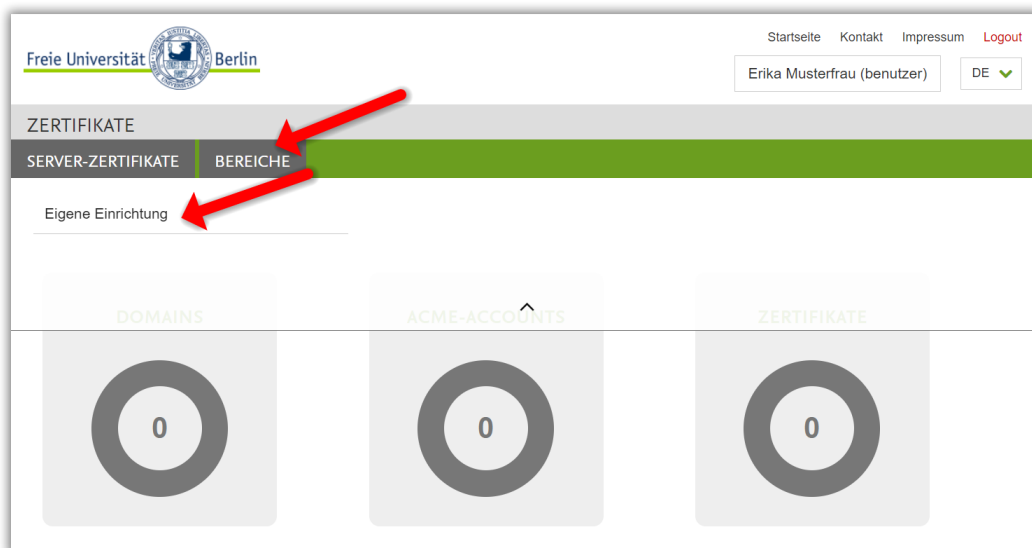 Startseite Kontakt Impressum Logout
Freie Universität Berlin
Erika Musterfrau (benutzer) DE
ZERTIFIKATE
SERVER-ZERTIFIKATE BEREICHE
Eigene Einrichtung
DOMAINS ACME-ACCOUNTS ZERTIFIKATE
0 0 0